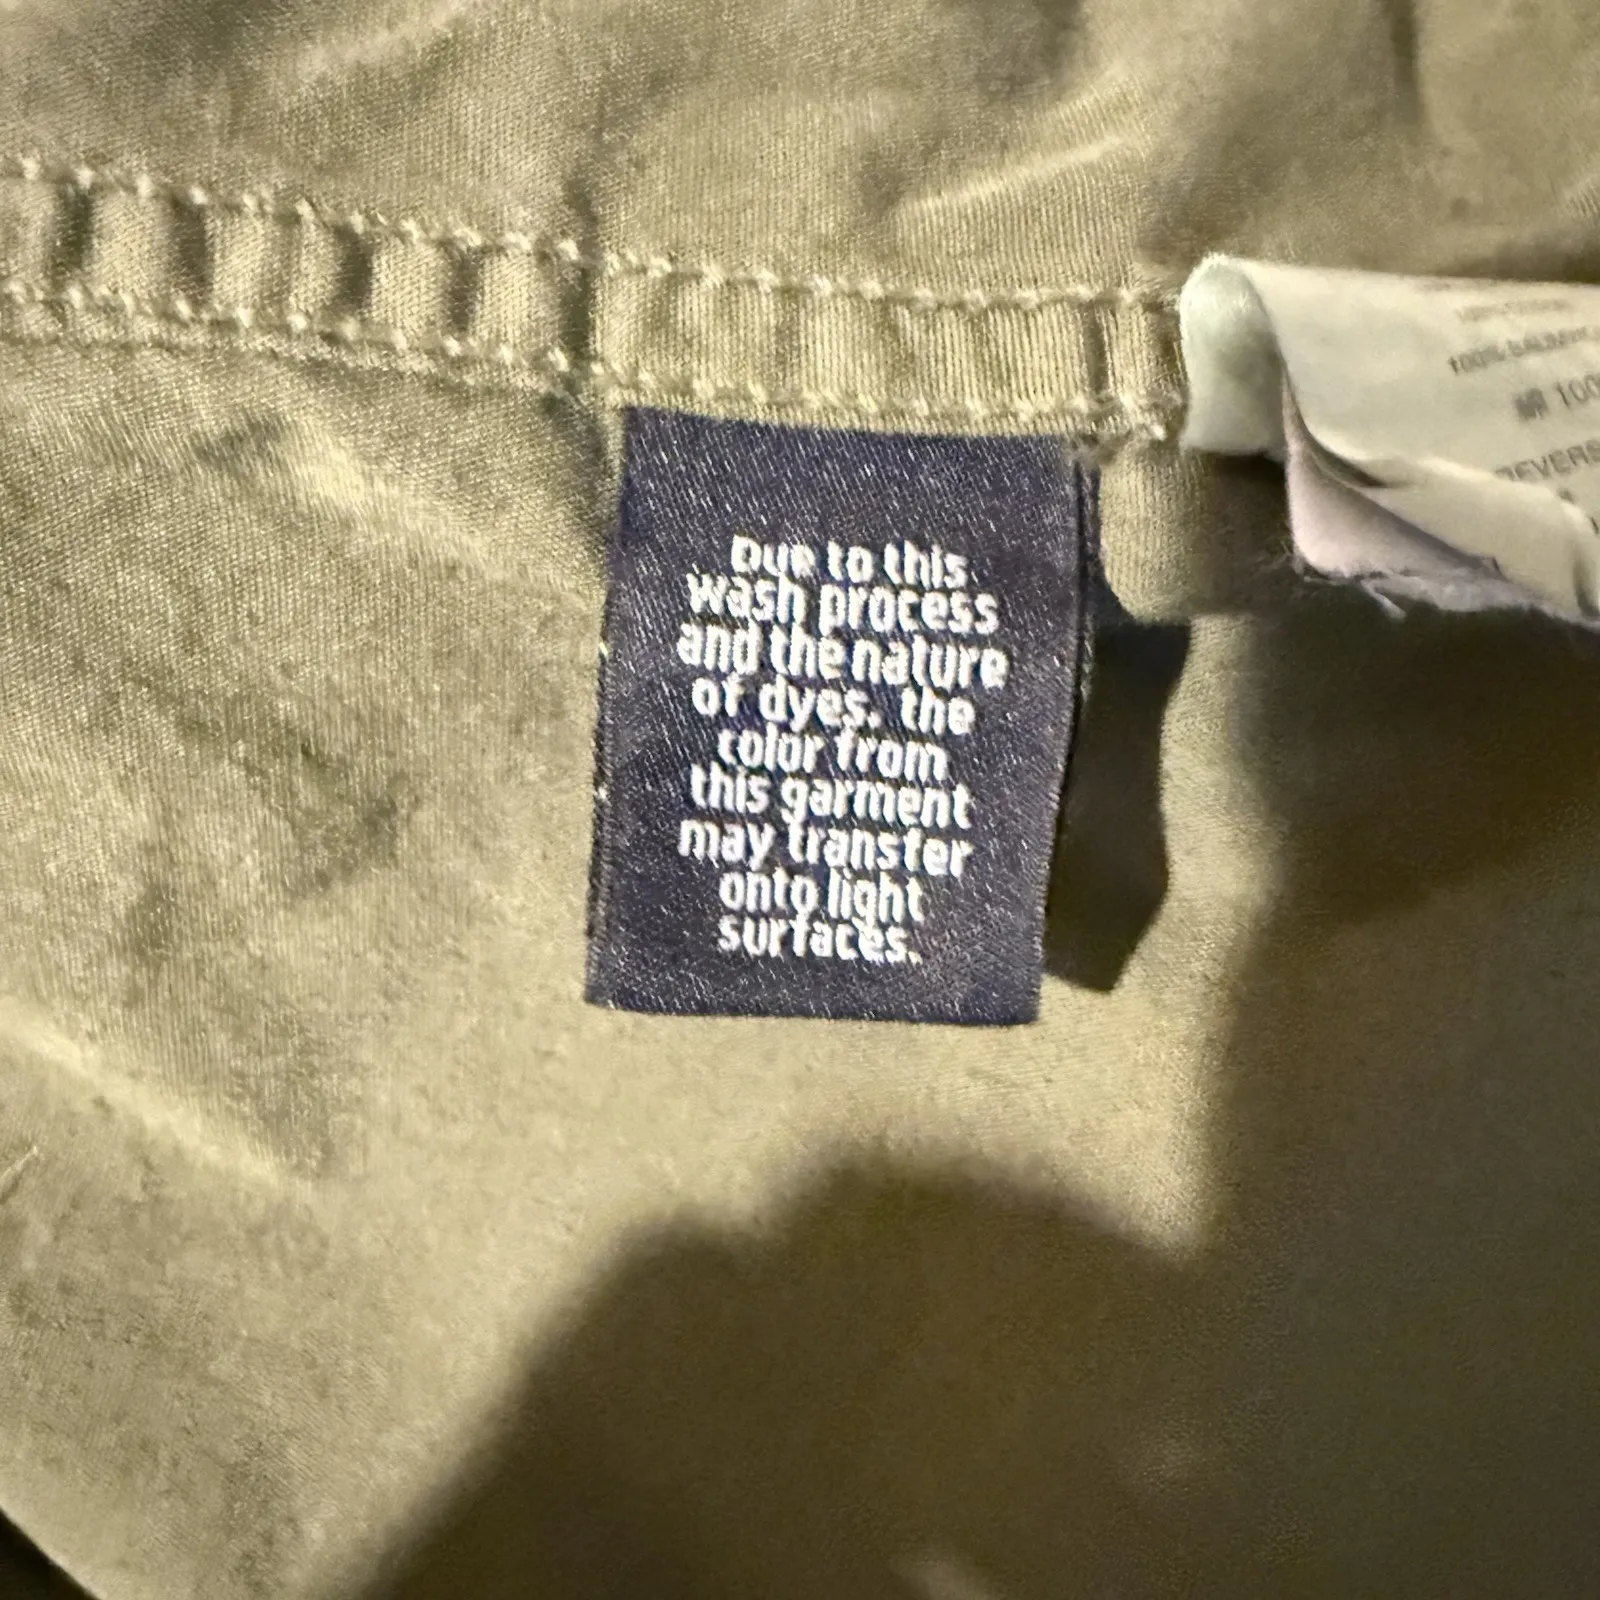 Due to this
wash process
and the nature
of dyes. the
color from
this garment
may transfer
onto light
surfaces.
100%
100